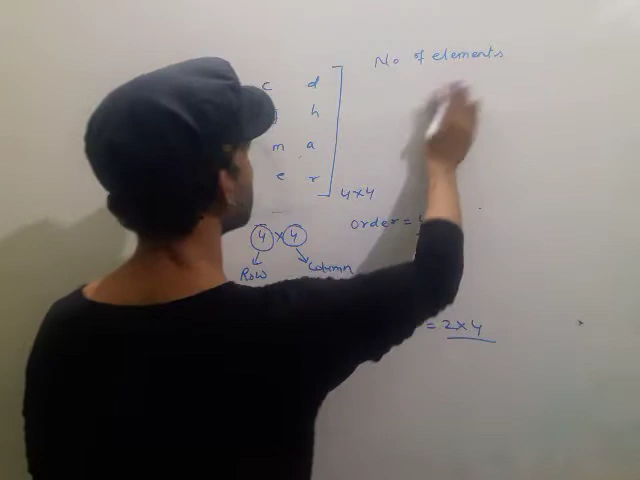 No of elements
c d
h
m a
e r
4×4
4 × 4
order =
Row Column
= 2×4